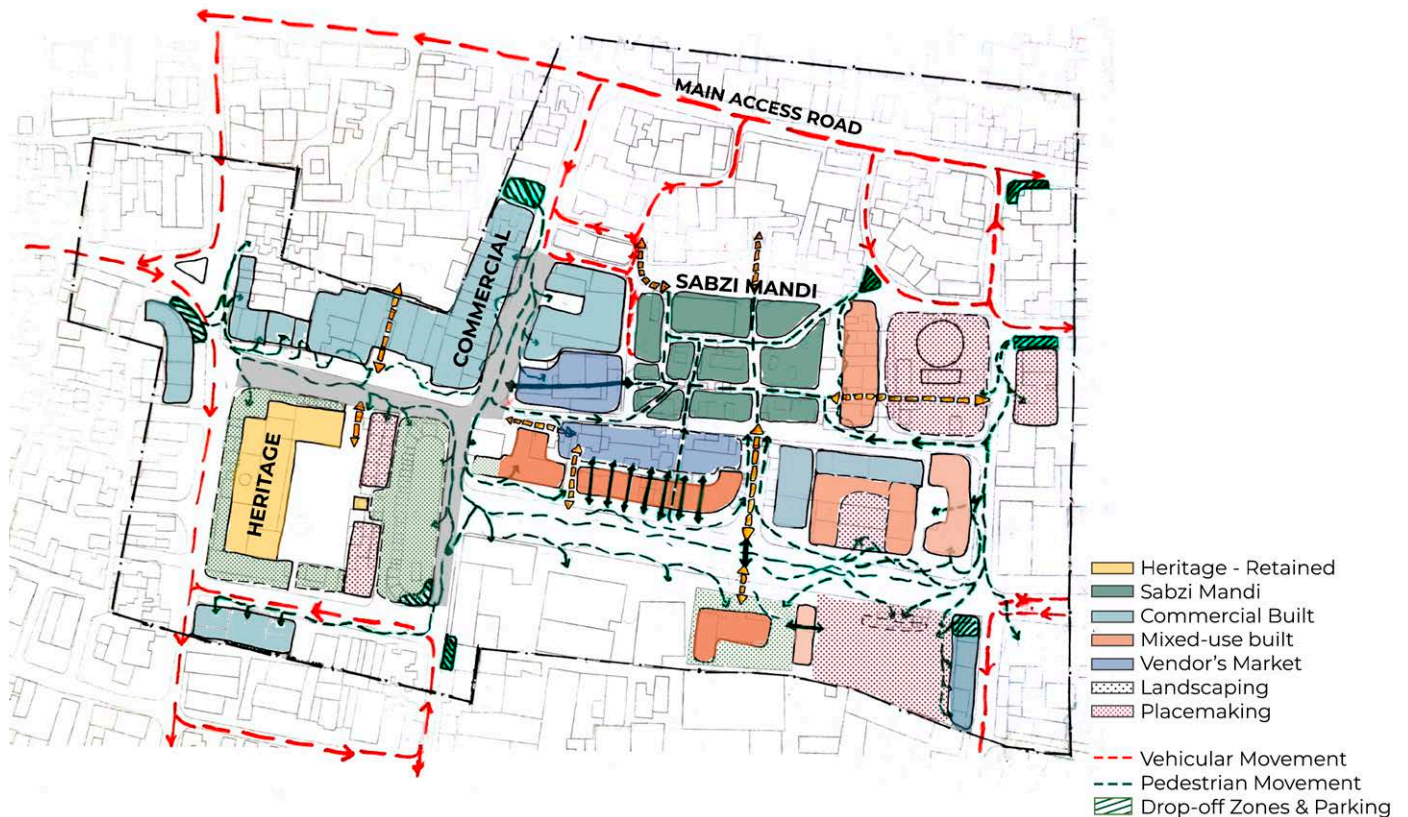 MAIN ACCESS ROAD
COMMERCIAL
SABZI MANDI
HERITAGE
Heritage - Retained
Sabzi Mandi
Commercial Built
Mixed-use built
Vendor's Market
Landscaping
Placemaking
Vehicular Movement
Pedestrian Movement
Drop-off Zones & Parking